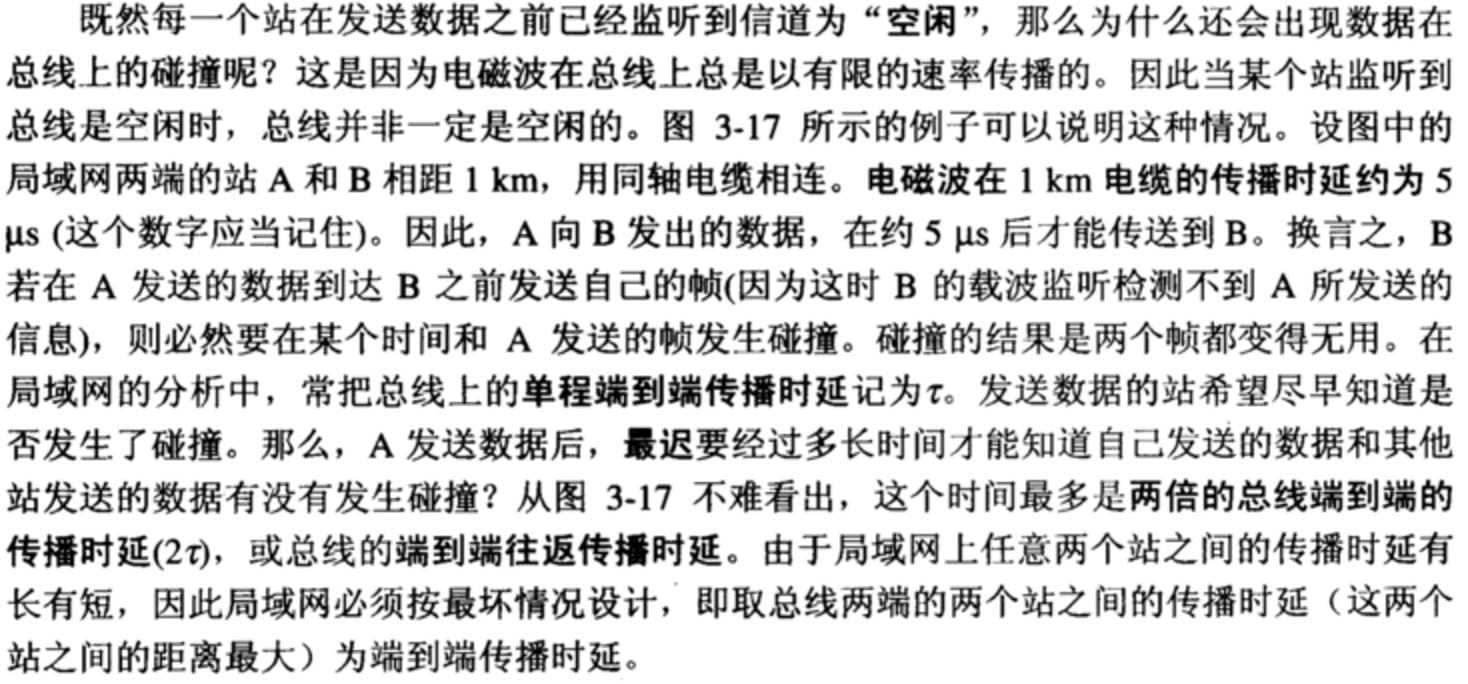 既然每一个站在发送数据之前已经监听到信道为“空闲”，那么为什么还会出现数据在
总线上的碰撞呢？这是因为电磁波在总线上总是以有限的速率传播的。因此当某个站监听到
总线是空闲时，总线并非一定是空闲的。图 3-17 所示的例子可以说明这种情况。设图中的
局域网两端的站 A 和 B 相距 1 km，用同轴电缆相连。电磁波在 1 km 电缆的传播时延约为 5
μs (这个数字应当记住)。因此，A 向 B 发出的数据，在约 5 μs 后才能传送到 B。换言之，B
若在 A 发送的数据到达 B 之前发送自己的帧(因为这时 B 的载波监听检测不到 A 所发送的
信息)，则必然要在某个时间和 A 发送的帧发生碰撞。碰撞的结果是两个帧都变得无用。在
局域网的分析中，常把总线上的单程端到端传播时延记为τ。发送数据的站希望尽早知道是
否发生了碰撞。那么，A 发送数据后，最迟要经过多长时间才能知道自己发送的数据和其他
站发送的数据有没有发生碰撞？从图 3-17 不难看出，这个时间最多是两倍的总线端到端的
传播时延(2τ)，或总线的端到端往返传播时延。由于局域网上任意两个站之间的传播时延有
长有短，因此局域网必须按最坏情况设计，即取总线两端的两个站之间的传播时延（这两个
站之间的距离最大）为端到端传播时延。